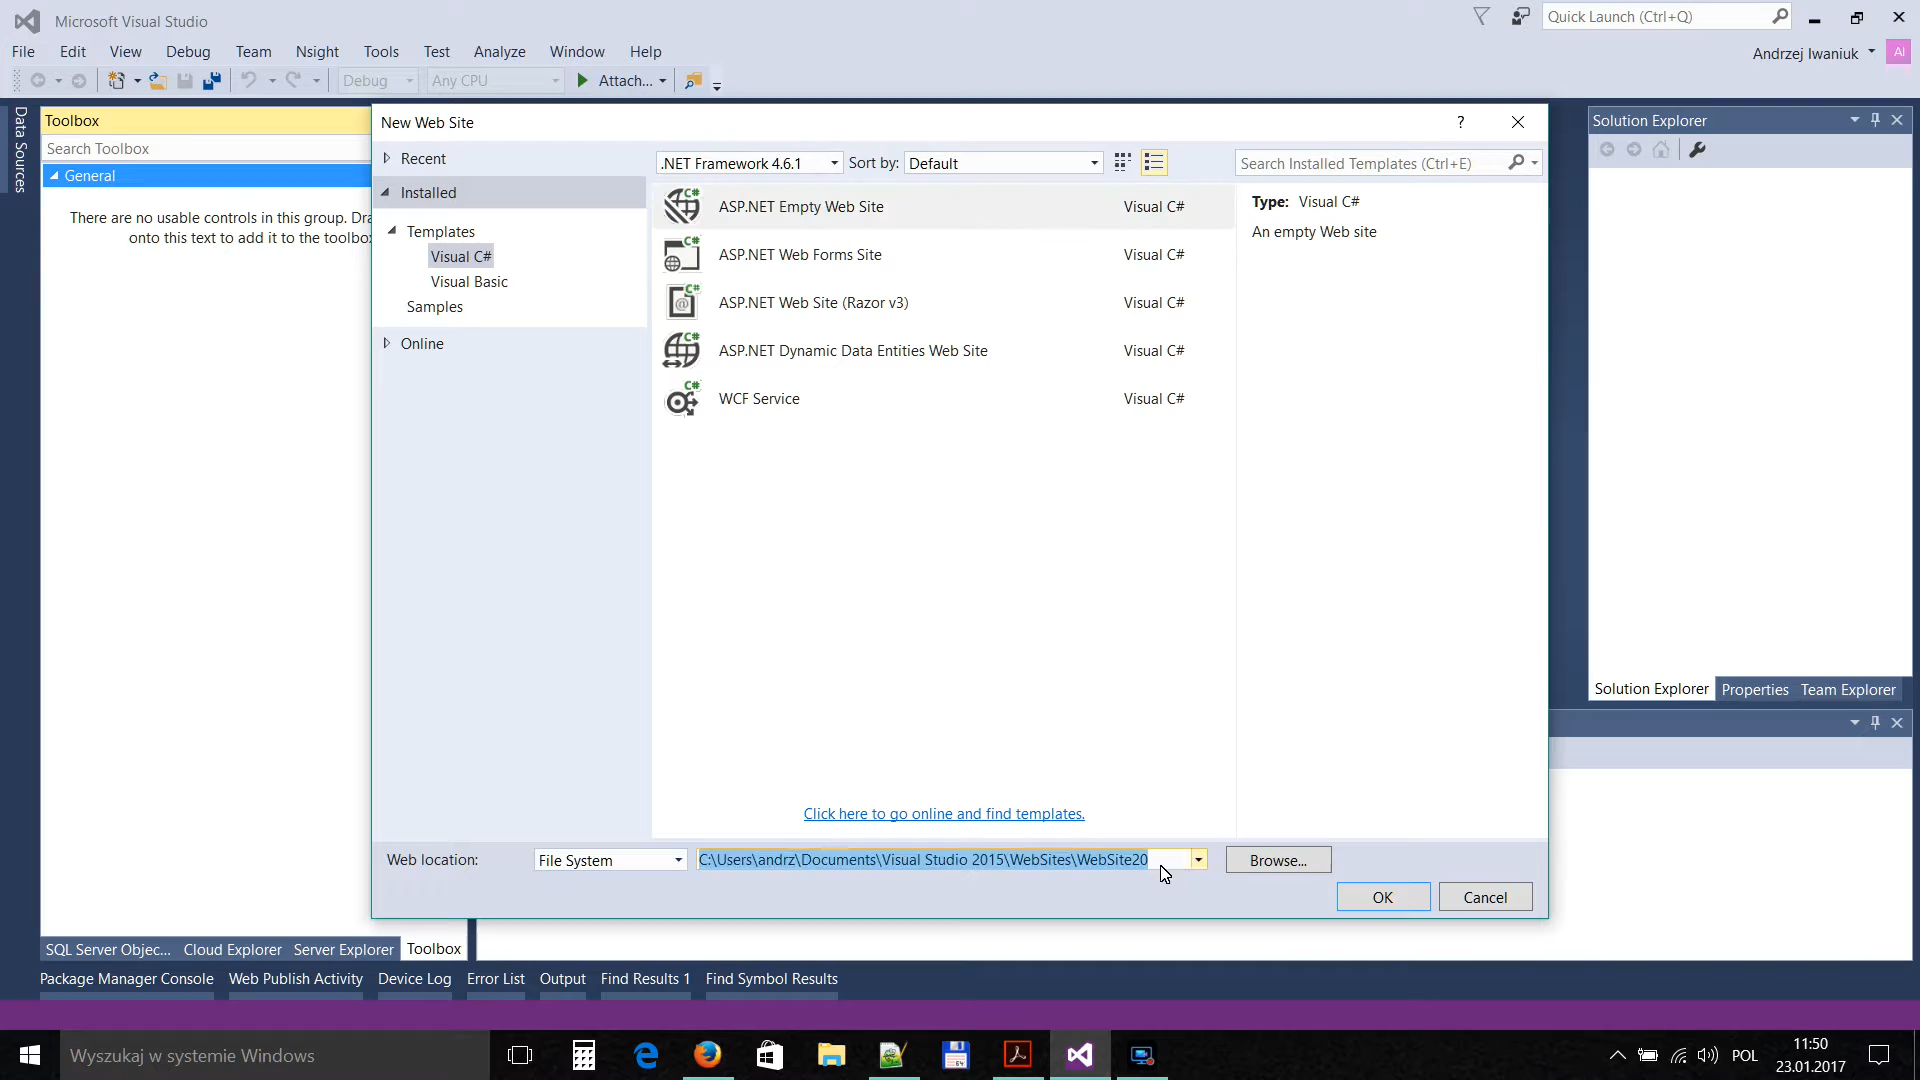 Microsoft Visual Studio
Quick Launch (Ctrl+Q)
File Edit View Debug Team Nsight Tools Test Analyze Window Help
Andrzej Iwaniuk AI
Debug Any CPU Attach...
Data Sources
Toolbox
Search Toolbox
General
There are no usable controls in this group. Dra
onto this text to add it to the toolbox
New Web Site
?
Recent
Installed
Templates
Visual C#
Visual Basic
Samples
Online
.NET Framework 4.6.1 Sort by: Default
Search Installed Templates (Ctrl+E)
ASP.NET Empty Web Site Visual C#
ASP.NET Web Forms Site Visual C#
ASP.NET Web Site (Razor v3) Visual C#
ASP.NET Dynamic Data Entities Web Site Visual C#
WCF Service Visual C#
Type: Visual C#
An empty Web site
Click here to go online and find templates.
Web location: File System C:\Users\andrz\Documents\Visual Studio 2015\WebSites\WebSite20 Browse...
OK Cancel
Solution Explorer
Solution Explorer Properties Team Explorer
SQL Server Objec... Cloud Explorer Server Explorer Toolbox
Package Manager Console Web Publish Activity Device Log Error List Output Find Results 1 Find Symbol Results
Wyszukaj w systemie Windows
POL
11:50
23.01.2017